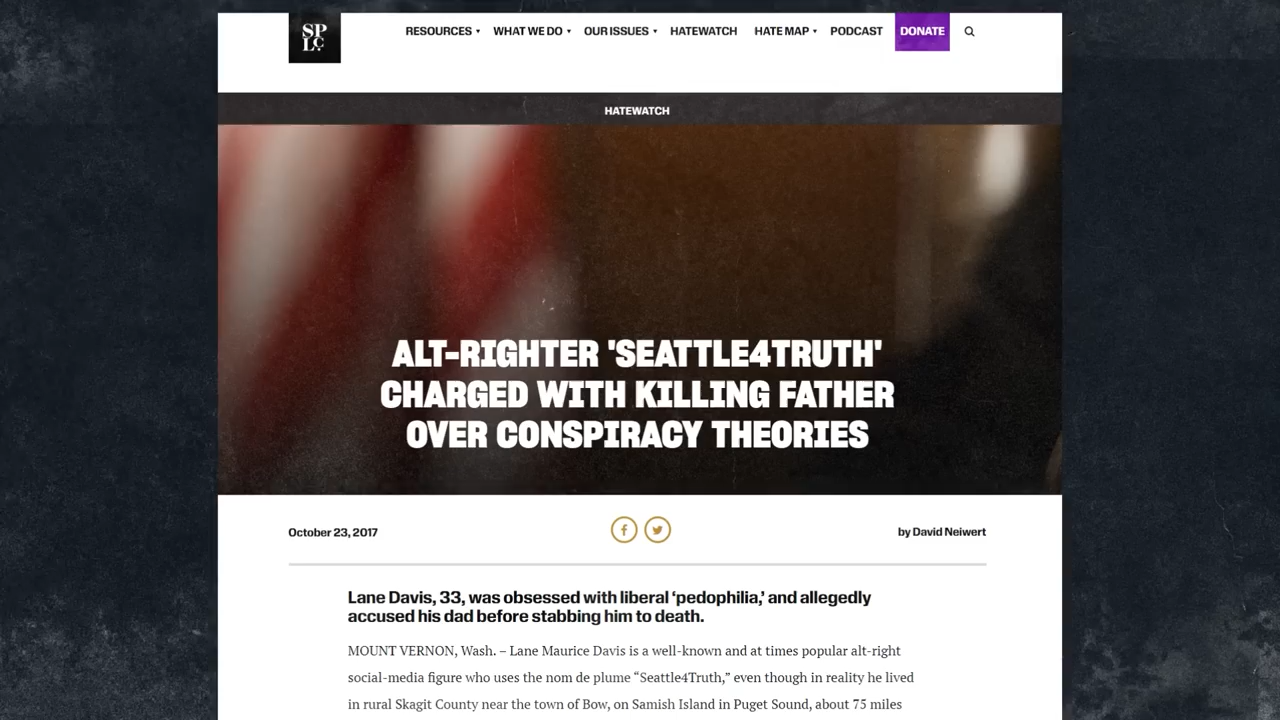 SP
Lc.
RESOURCES ▾ WHAT WE DO ▾ OUR ISSUES ▾ HATEWATCH HATE MAP ▾ PODCAST DONATE
HATEWATCH
ALT-RIGHTER 'SEATTLE4TRUTH'
CHARGED WITH KILLING FATHER
OVER CONSPIRACY THEORIES
October 23, 2017
by David Neiwert
Lane Davis, 33, was obsessed with liberal ‘pedophilia,’ and allegedly
accused his dad before stabbing him to death.
MOUNT VERNON, Wash. – Lane Maurice Davis is a well-known and at times popular alt-right
social-media figure who uses the nom de plume “Seattle4Truth,” even though in reality he lived
in rural Skagit County near the town of Bow, on Samish Island in Puget Sound, about 75 miles